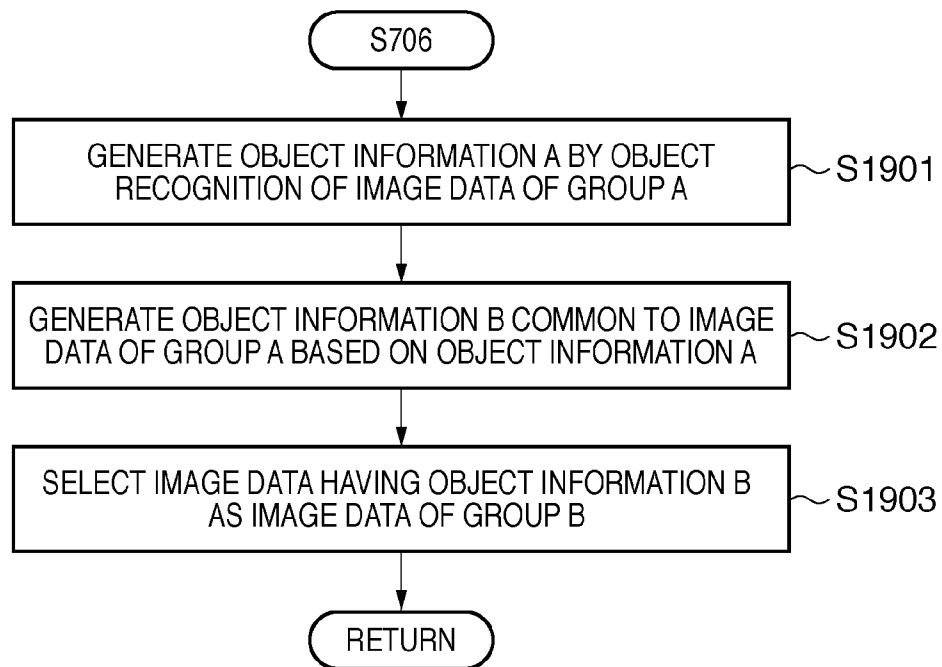 S706
GENERATE OBJECT INFORMATION A BY OBJECT
RECOGNITION OF IMAGE DATA OF GROUP A
S1901
GENERATE OBJECT INFORMATION B COMMON TO IMAGE
DATA OF GROUP A BASED ON OBJECT INFORMATION A
S1902
SELECT IMAGE DATA HAVING OBJECT INFORMATION B
AS IMAGE DATA OF GROUP B
S1903
RETURN